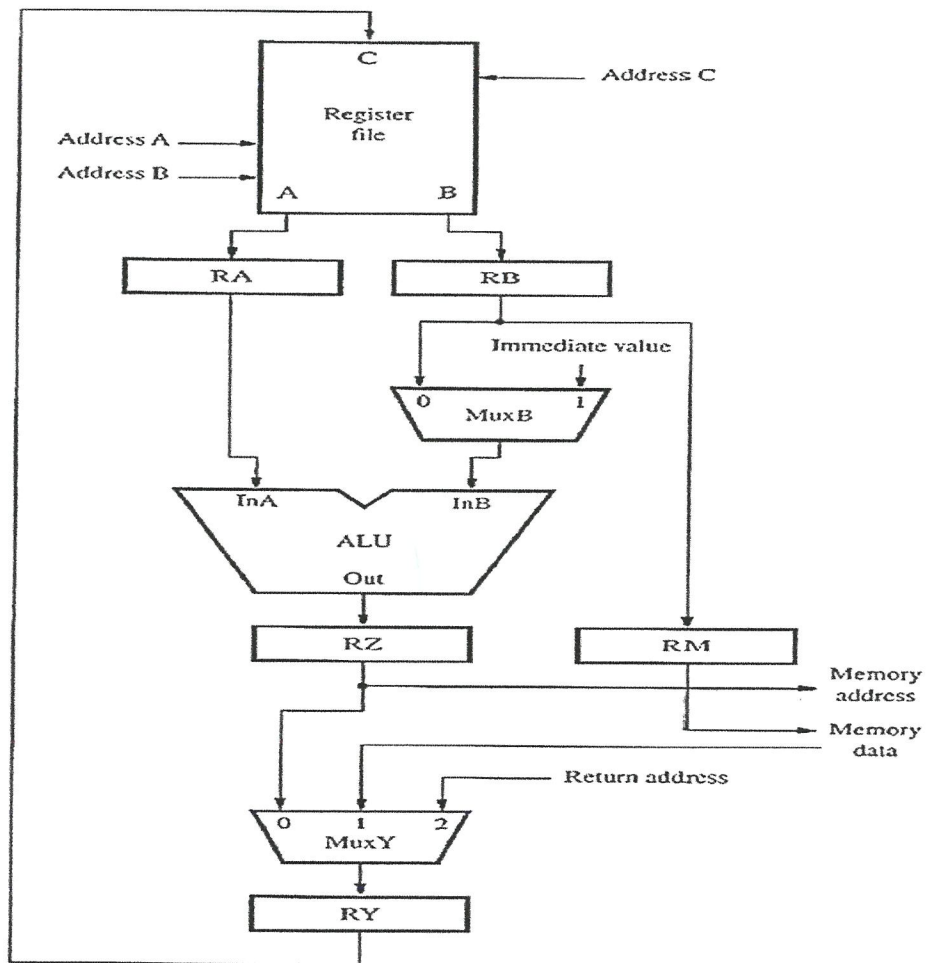 C
Address C
Register
file
Address A
Address B
A
B
RA
RB
Immediate value
0
1
MuxB
InA
InB
ALU
Out
RZ
RM
Memory
address
Memory
data
Return address
0
1
2
MuxY
RY